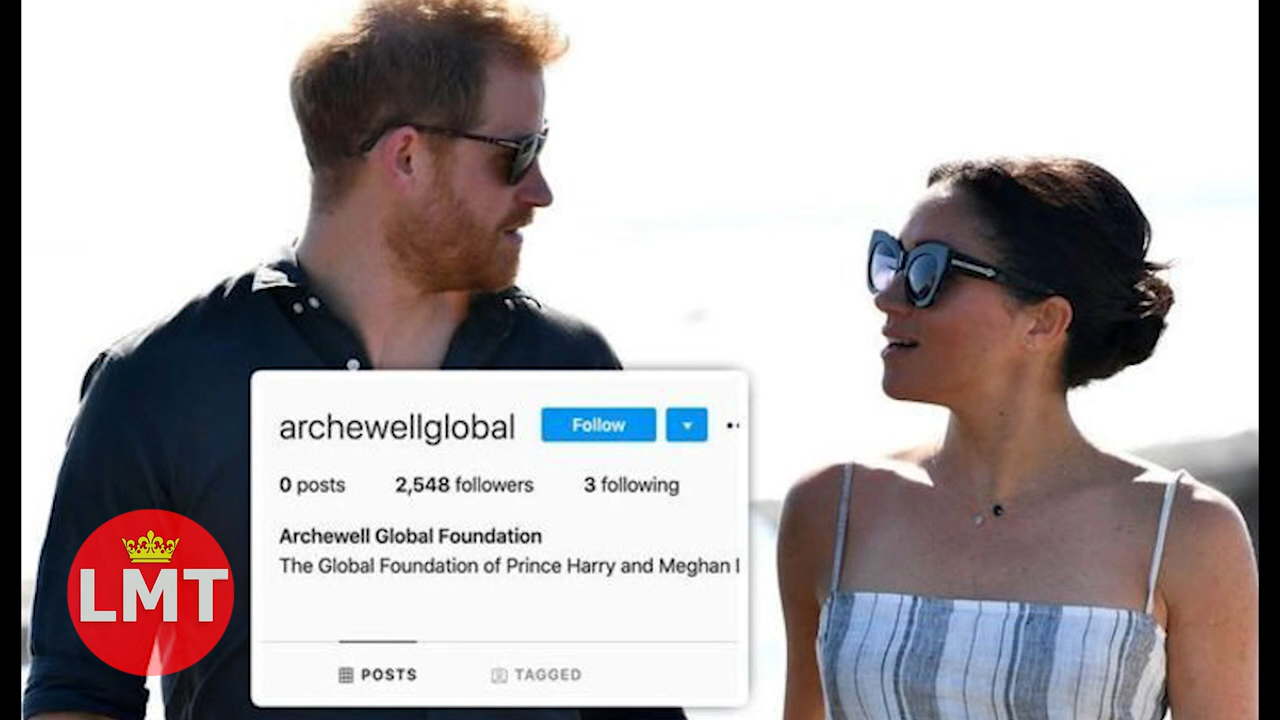 archewellglobal Follow
0 posts 2,548 followers 3 following
Archewell Global Foundation
The Global Foundation of Prince Harry and Meghan
POSTS TAGGED
LMT